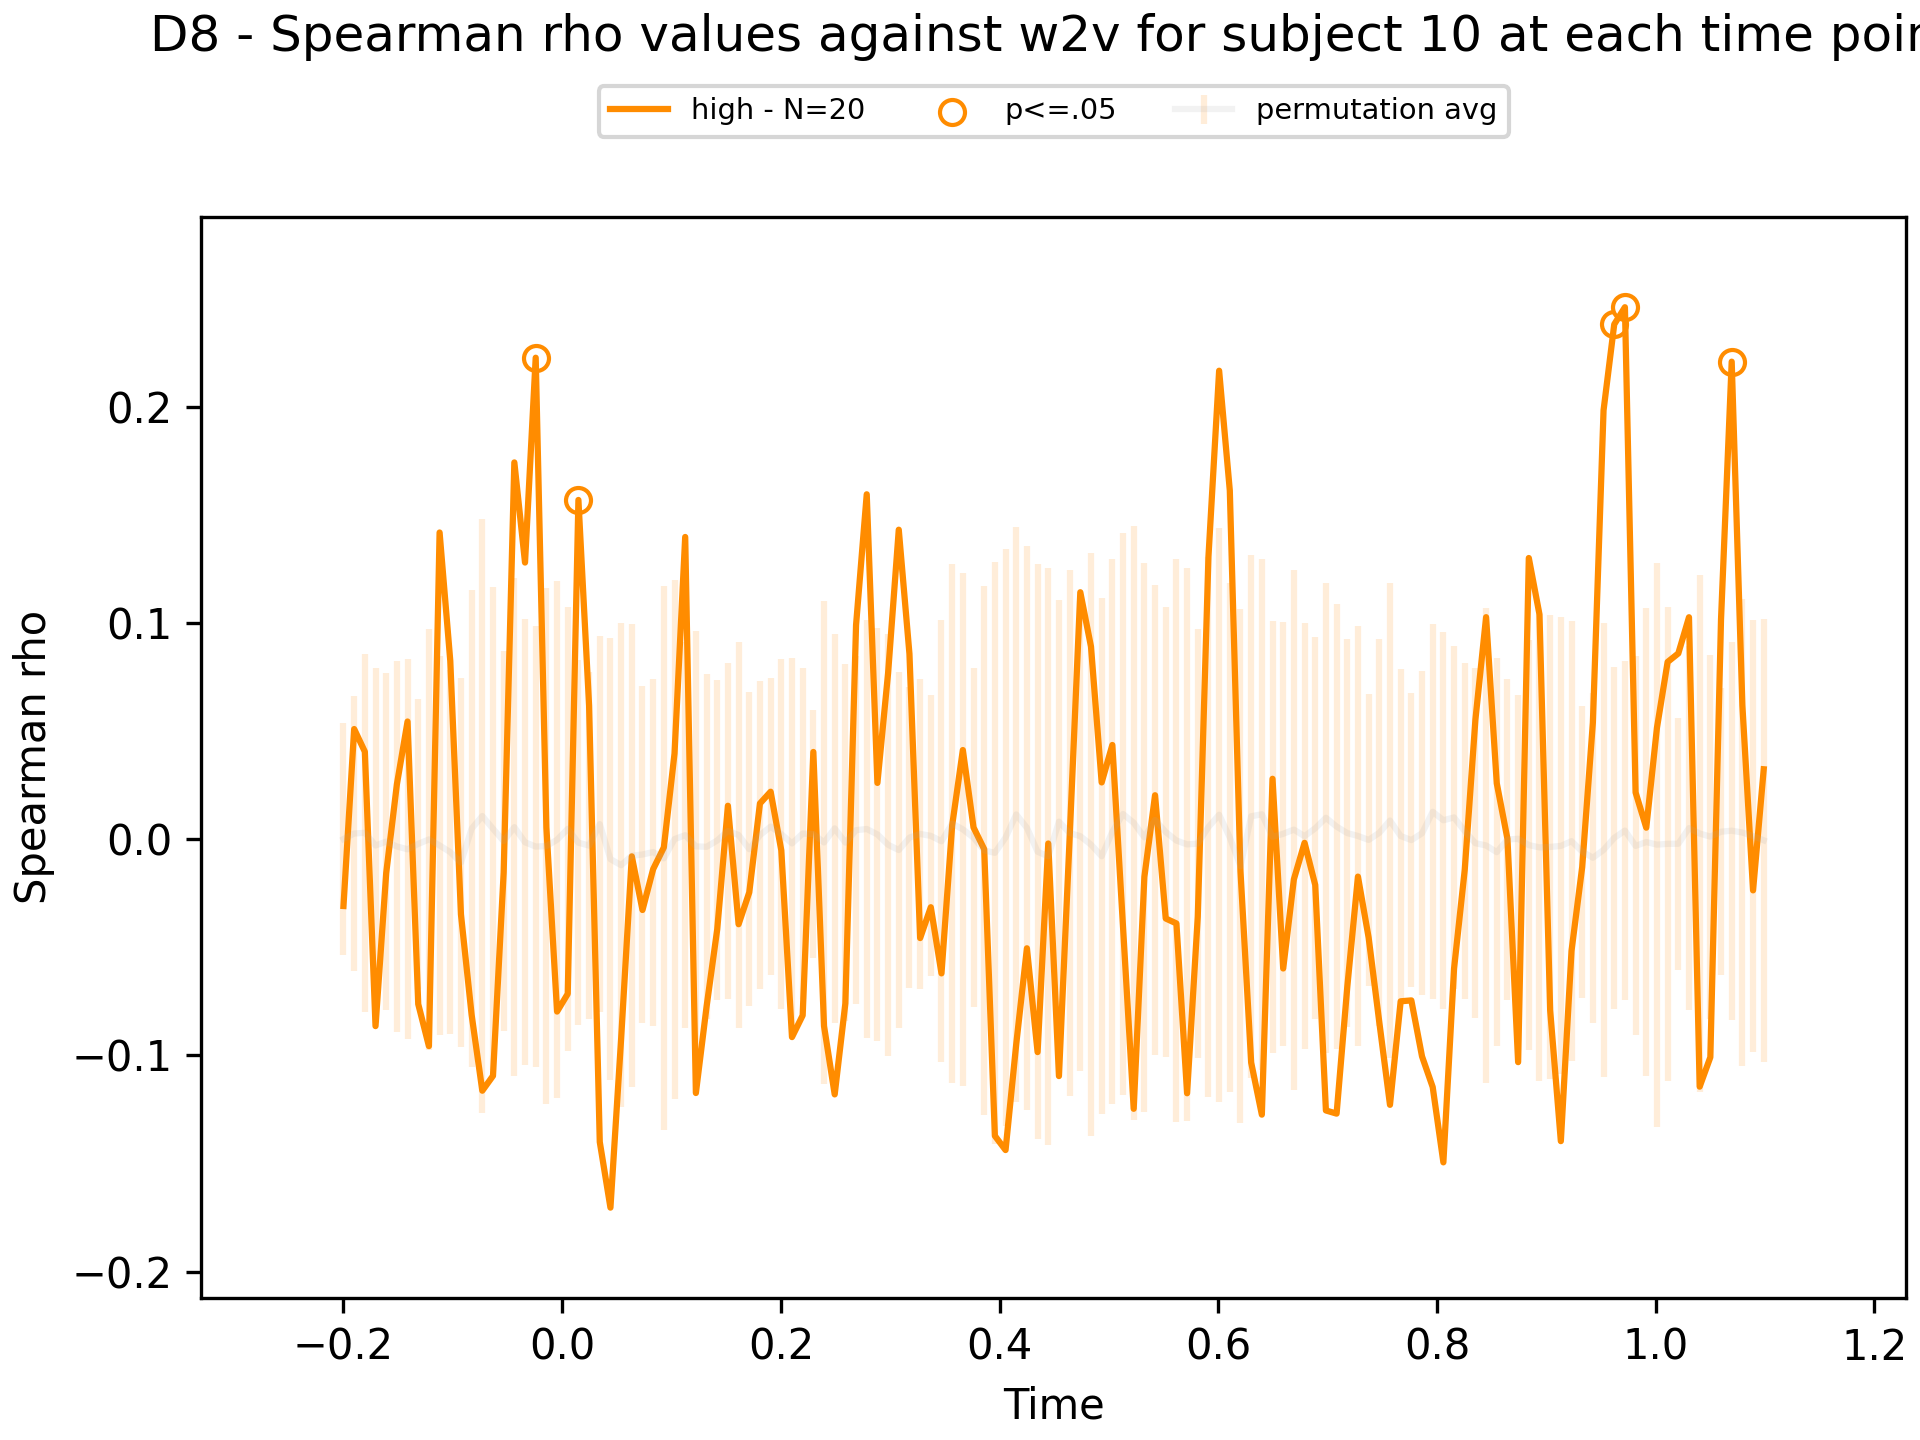 D8 - Spearman rho values against w2v for subject 10 at each time
high - N=20 p<=.05 permutation avg
Spearman rho
0.2
0.1
0.0
−0.1
−0.2
−0.2 0.0 0.2 0.4 0.6 0.8 1.0 1.2
Time